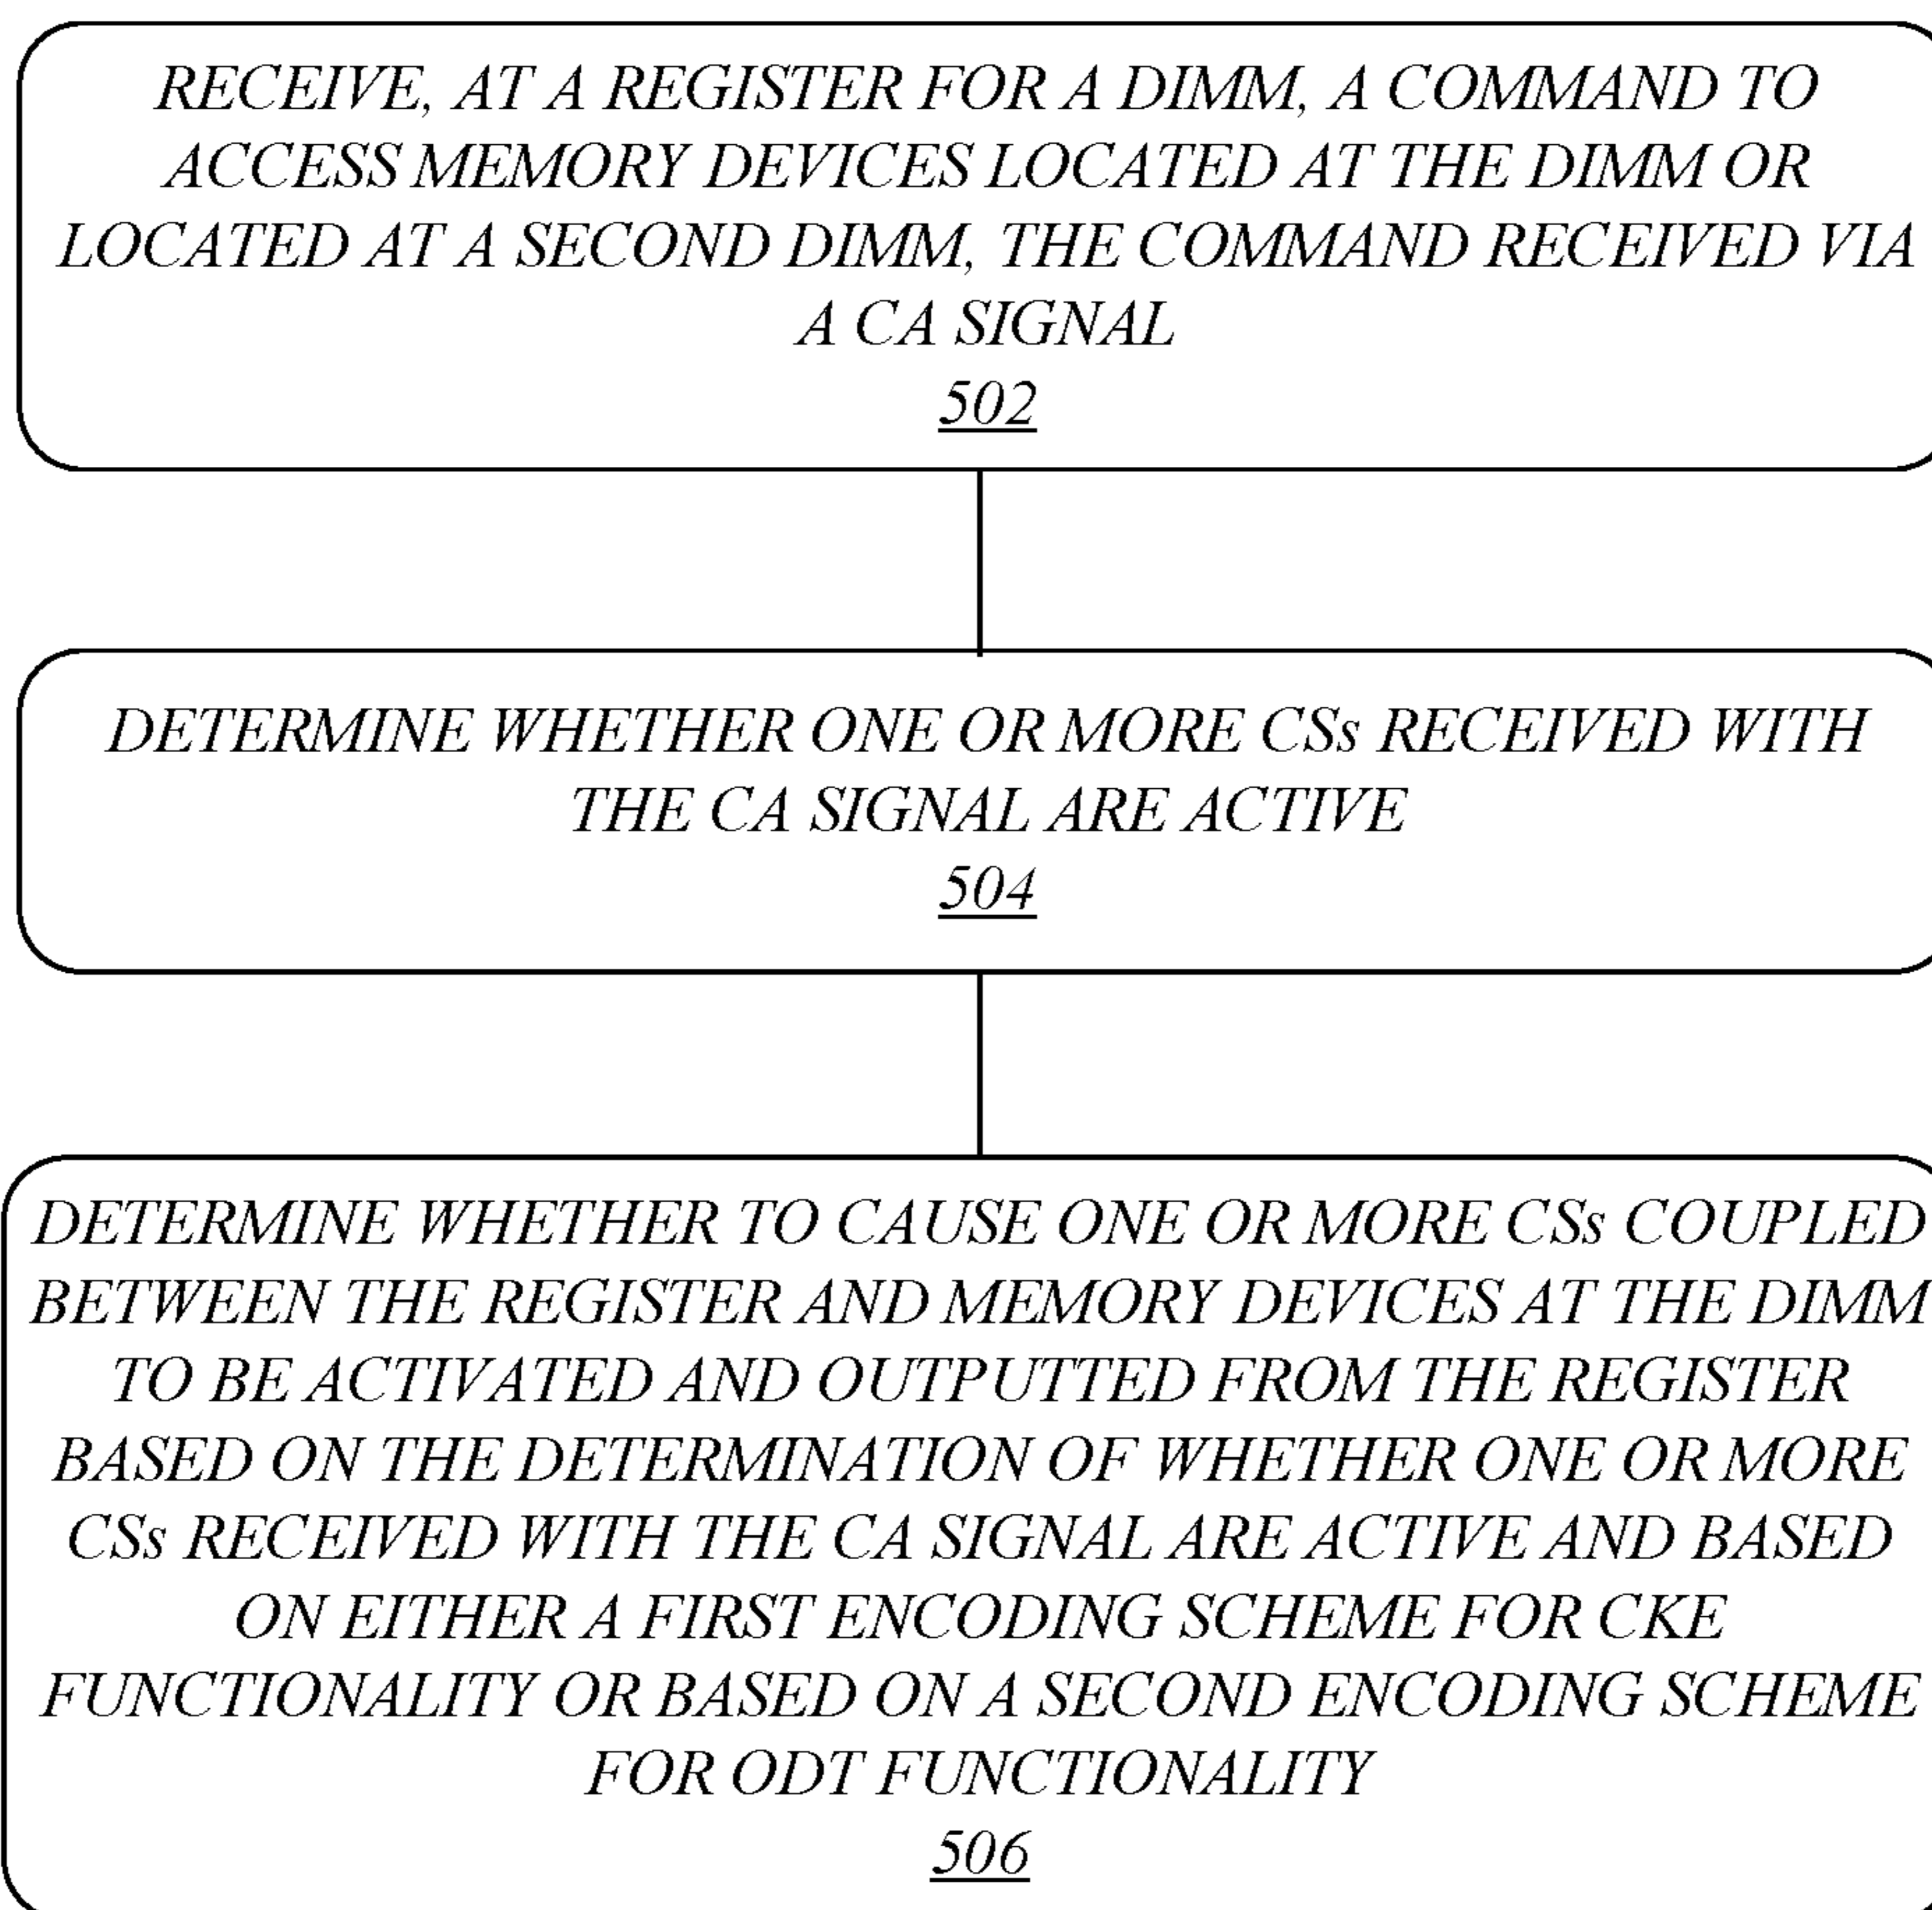 RECEIVE, AT A REGISTER FOR A DIMM, A COMMAND TO
ACCESS MEMORY DEVICES LOCATED AT THE DIMM OR
LOCATED AT A SECOND DIMM, THE COMMAND RECEIVED VIA
A CA SIGNAL
502
DETERMINE WHETHER ONE OR MORE CSs RECEIVED WITH
THE CA SIGNAL ARE ACTIVE
504
DETERMINE WHETHER TO CAUSE ONE OR MORE CSs COUPLED
BETWEEN THE REGISTER AND MEMORY DEVICES AT THE DIMM
TO BE ACTIVATED AND OUTPUTTED FROM THE REGISTER
BASED ON THE DETERMINATION OF WHETHER ONE OR MORE
CSs RECEIVED WITH THE CA SIGNAL ARE ACTIVE AND BASED
ON EITHER A FIRST ENCODING SCHEME FOR CKE
FUNCTIONALITY OR BASED ON A SECOND ENCODING SCHEME
FOR ODT FUNCTIONALITY
506